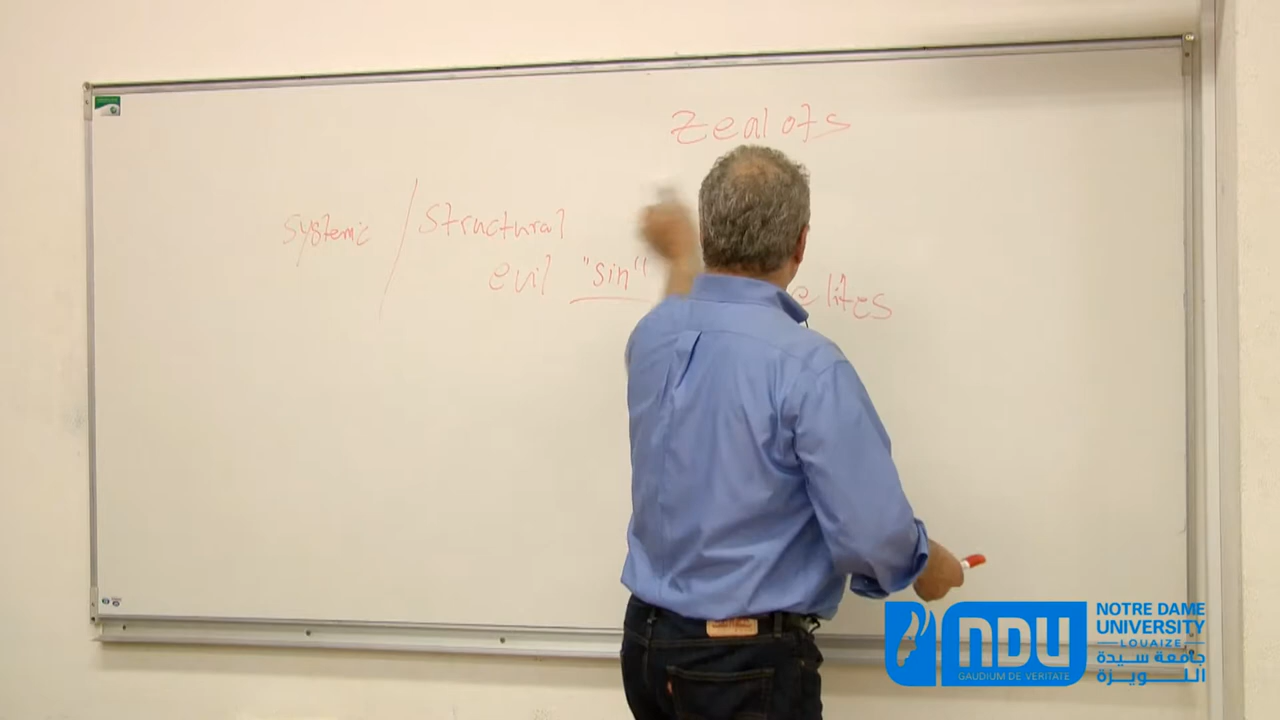 zealots
systemic / structural
evil "sin"
elites
NDU
GAUDIUM DE VERITATE
NOTRE DAME
UNIVERSITY
LOUAIZE
جامعة سيدة
اللويزة